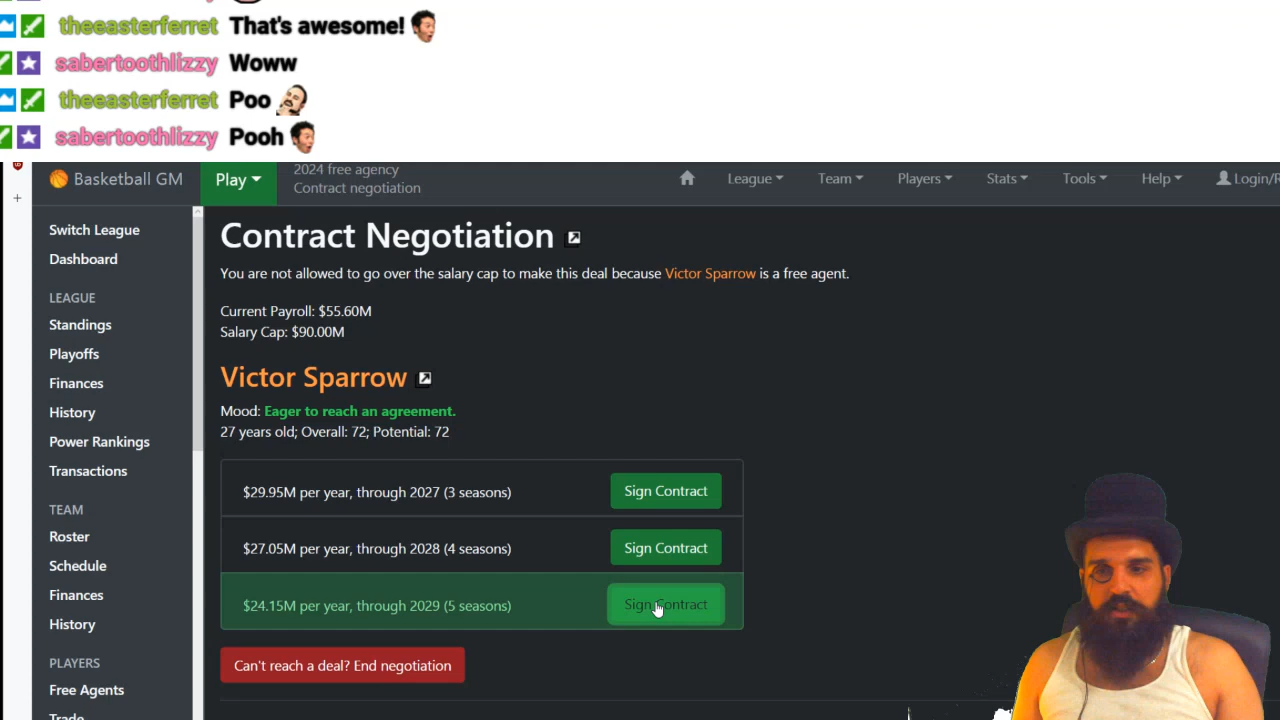 theeasterferret That's awesome!
sabertoothlizzy Woww
theeasterferret Poo
sabertoothlizzy Pooh
Basketball GM
Play
2024 free agency
Contract negotiation
League
Team
Players
Stats
Tools
Help
Login/R
Switch League
Dashboard
LEAGUE
Standings
Playoffs
Finances
History
Power Rankings
Transactions
TEAM
Roster
Schedule
Finances
History
PLAYERS
Free Agents
Trade
Contract Negotiation
You are not allowed to go over the salary cap to make this deal because Victor Sparrow is a free agent.
Current Payroll: $55.60M
Salary Cap: $90.00M
Victor Sparrow
Mood: Eager to reach an agreement.
27 years old; Overall: 72; Potential: 72
$29.95M per year, through 2027 (3 seasons) Sign Contract
$27.05M per year, through 2028 (4 seasons) Sign Contract
$24.15M per year, through 2029 (5 seasons) Sign Contract
Can't reach a deal? End negotiation